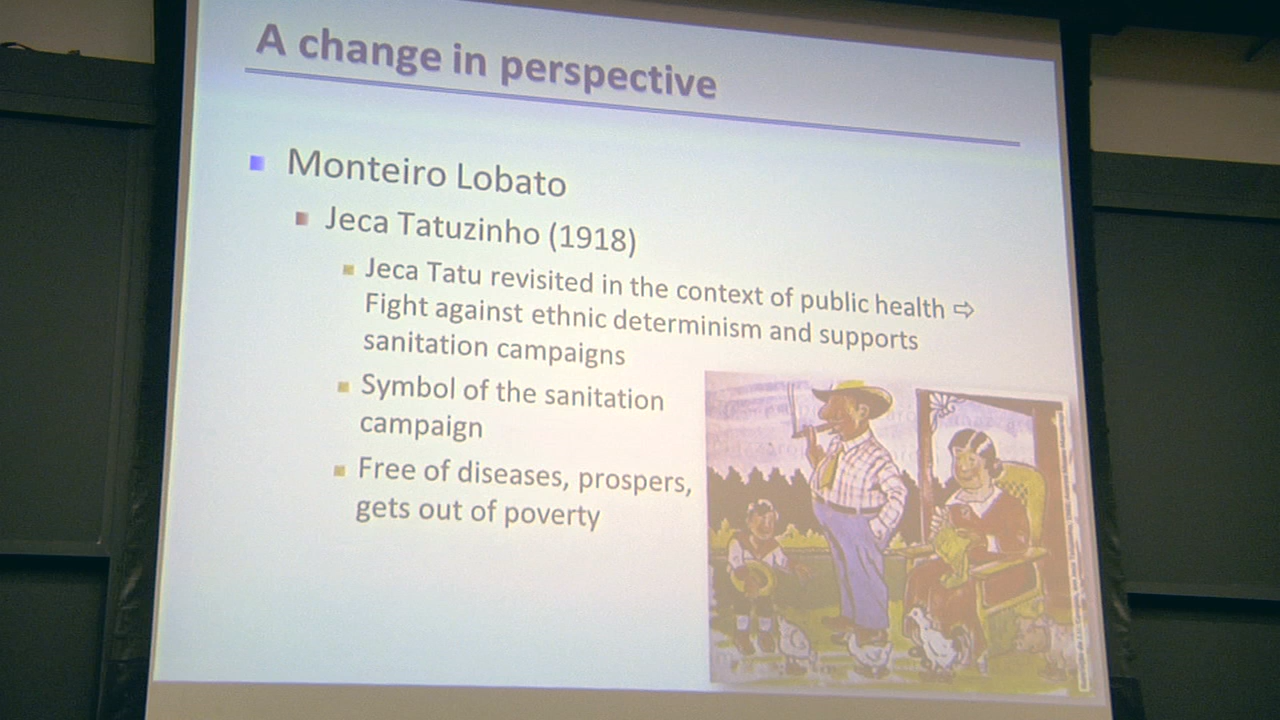 A change in perspective
Monteiro Lobato
Jeca Tatuzinho (1918)
Jeca Tatu revisited in the context of public health ⇨
Fight against ethnic determinism and supports
sanitation campaigns
Symbol of the sanitation
campaign
Free of diseases, prospers,
gets out of poverty